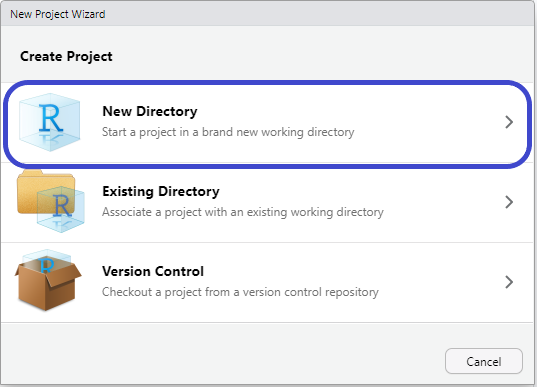 New Project Wizard
Create Project
R
New Directory
Start a project in a brand new working directory
R
Existing Directory
Associate a project with an existing working directory
R
Version Control
Checkout a project from a version control repository
Cancel